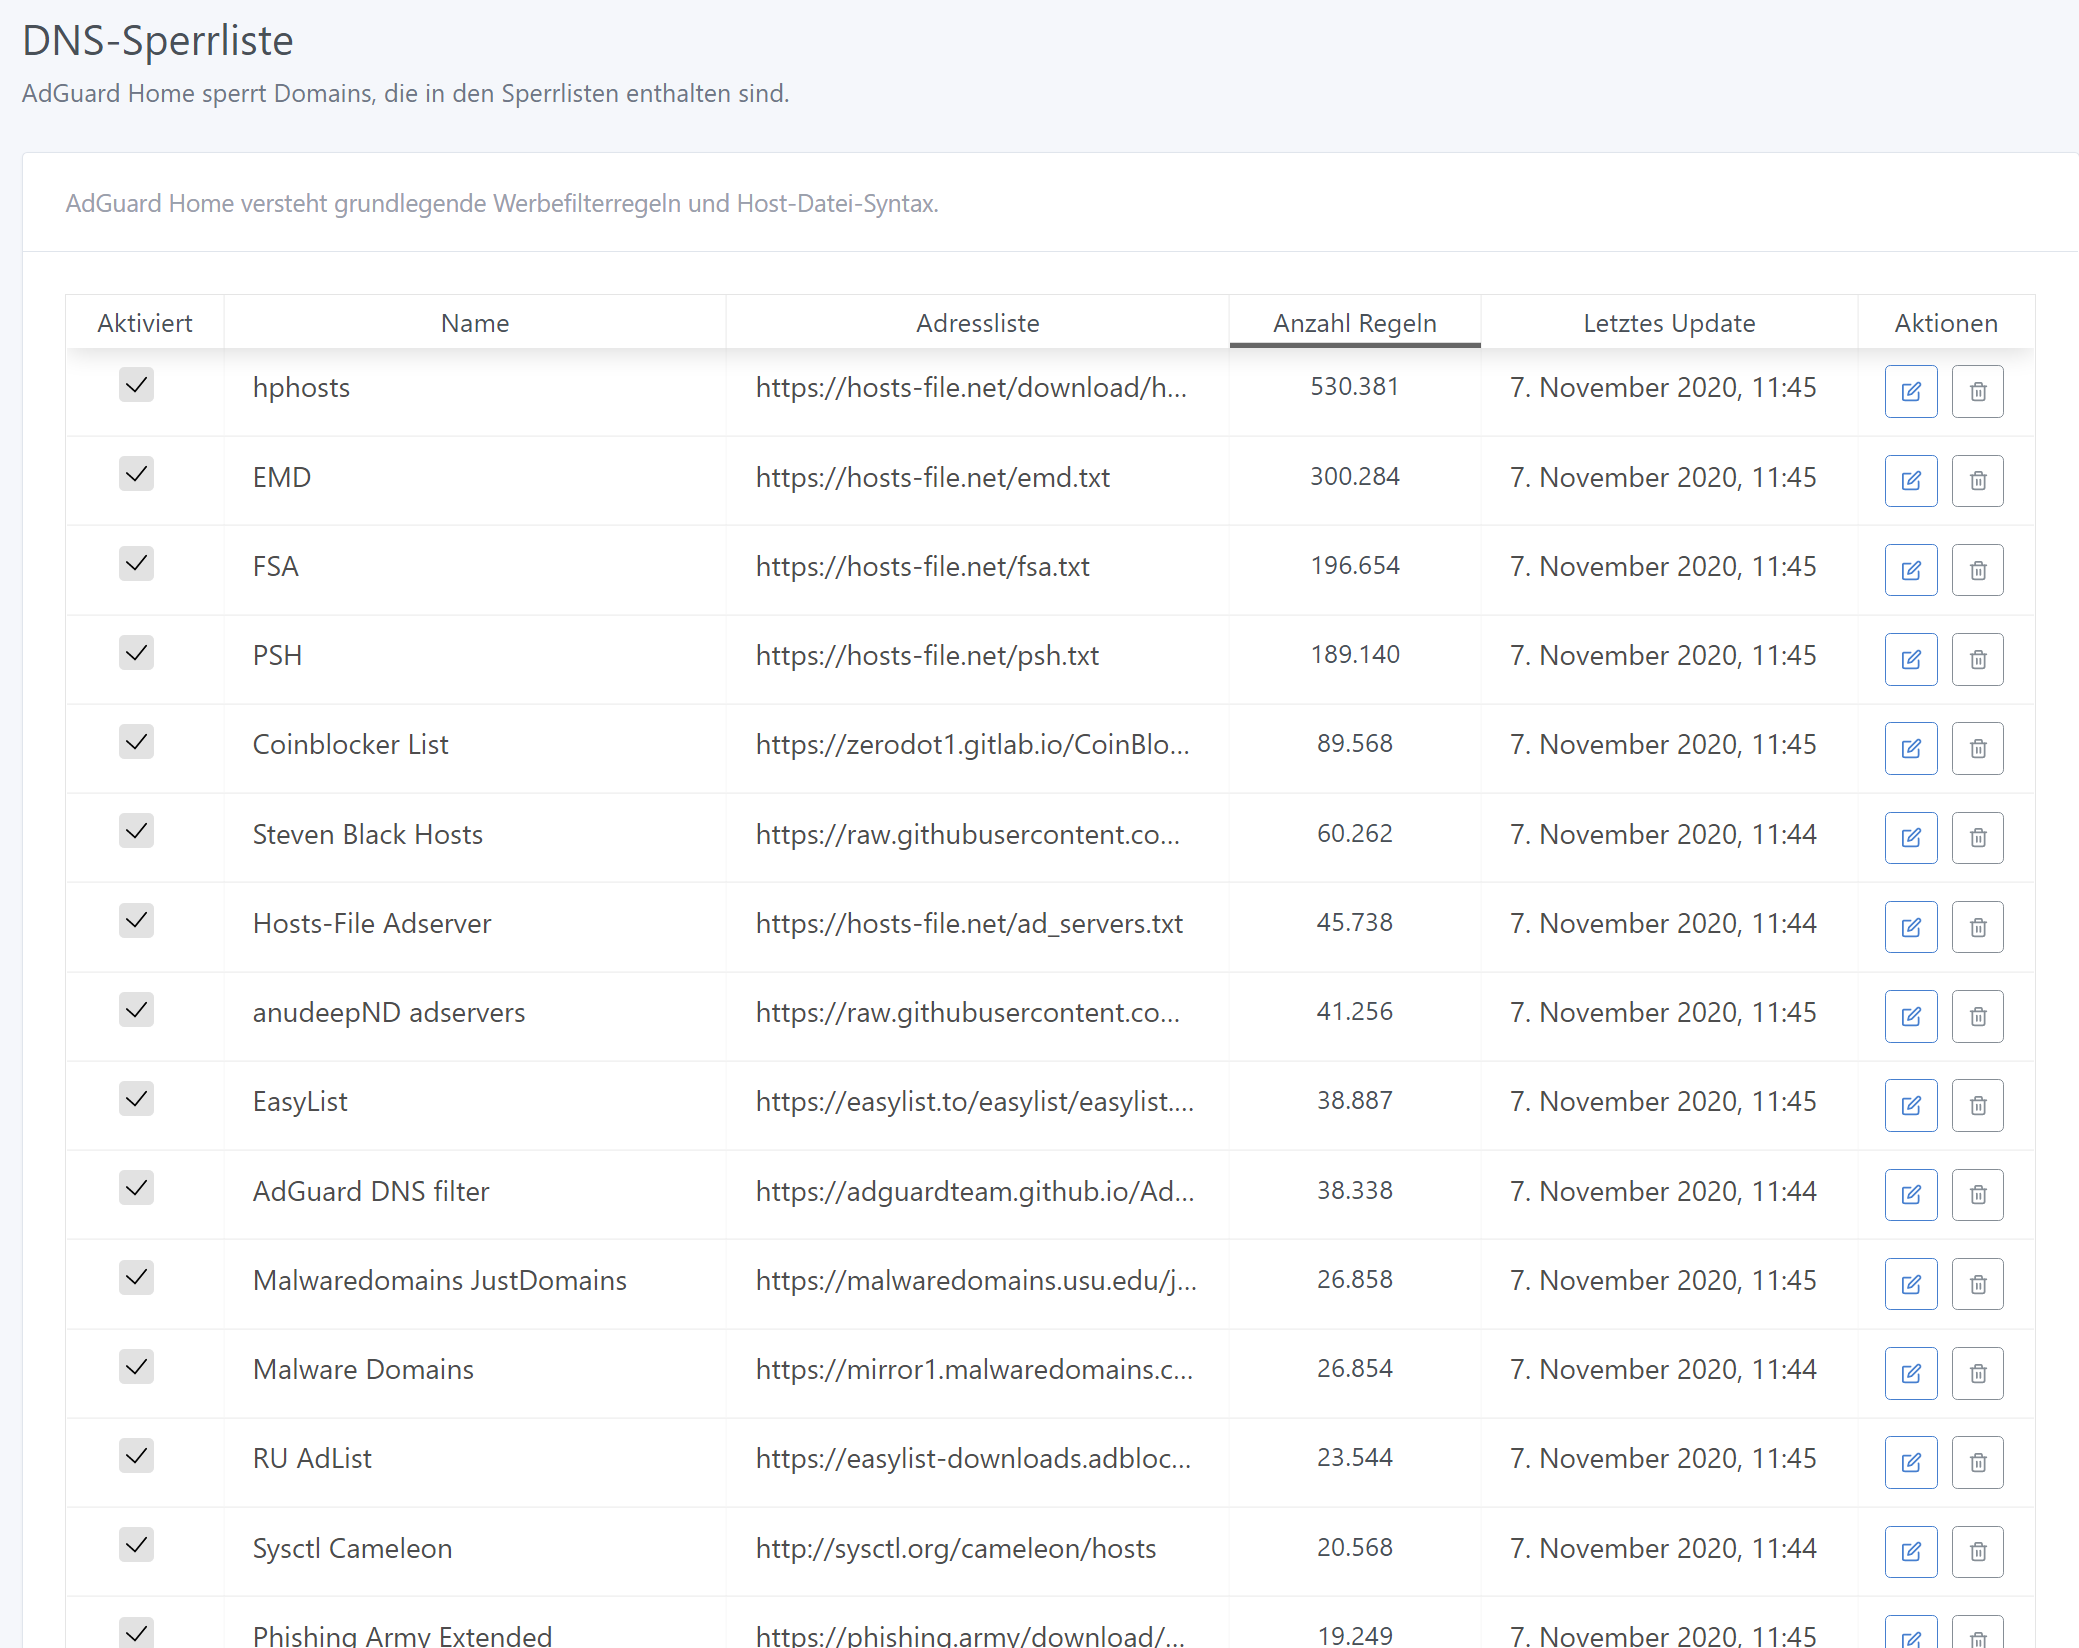 DNS-Sperrliste
AdGuard Home sperrt Domains, die in den Sperrlisten enthalten sind.
AdGuard Home versteht grundlegende Werbefilterregeln und Host-Datei-Syntax.
Aktiviert Name Adressliste Anzahl Regeln Letztes Update Aktionen
hphosts https://hosts-file.net/download/h... 530.381 7. November 2020, 11:45
EMD https://hosts-file.net/emd.txt 300.284 7. November 2020, 11:45
FSA https://hosts-file.net/fsa.txt 196.654 7. November 2020, 11:45
PSH https://hosts-file.net/psh.txt 189.140 7. November 2020, 11:45
Coinblocker List https://zerodot1.gitlab.io/CoinBlo... 89.568 7. November 2020, 11:45
Steven Black Hosts https://raw.githubusercontent.co... 60.262 7. November 2020, 11:44
Hosts-File Adserver https://hosts-file.net/ad_servers.txt 45.738 7. November 2020, 11:44
anudeepND adservers https://raw.githubusercontent.co... 41.256 7. November 2020, 11:45
EasyList https://easylist.to/easylist/easylist.... 38.887 7. November 2020, 11:45
AdGuard DNS filter https://adguardteam.github.io/Ad... 38.338 7. November 2020, 11:44
Malwaredomains JustDomains https://malwaredomains.usu.edu/j... 26.858 7. November 2020, 11:45
Malware Domains https://mirror1.malwaredomains.c... 26.854 7. November 2020, 11:44
RU AdList https://easylist-downloads.adbloc... 23.544 7. November 2020, 11:45
Sysctl Cameleon http://sysctl.org/cameleon/hosts 20.568 7. November 2020, 11:44
Phishing Army Extended https://phishing.army/download/... 19.249 7. November 2020, 11:45